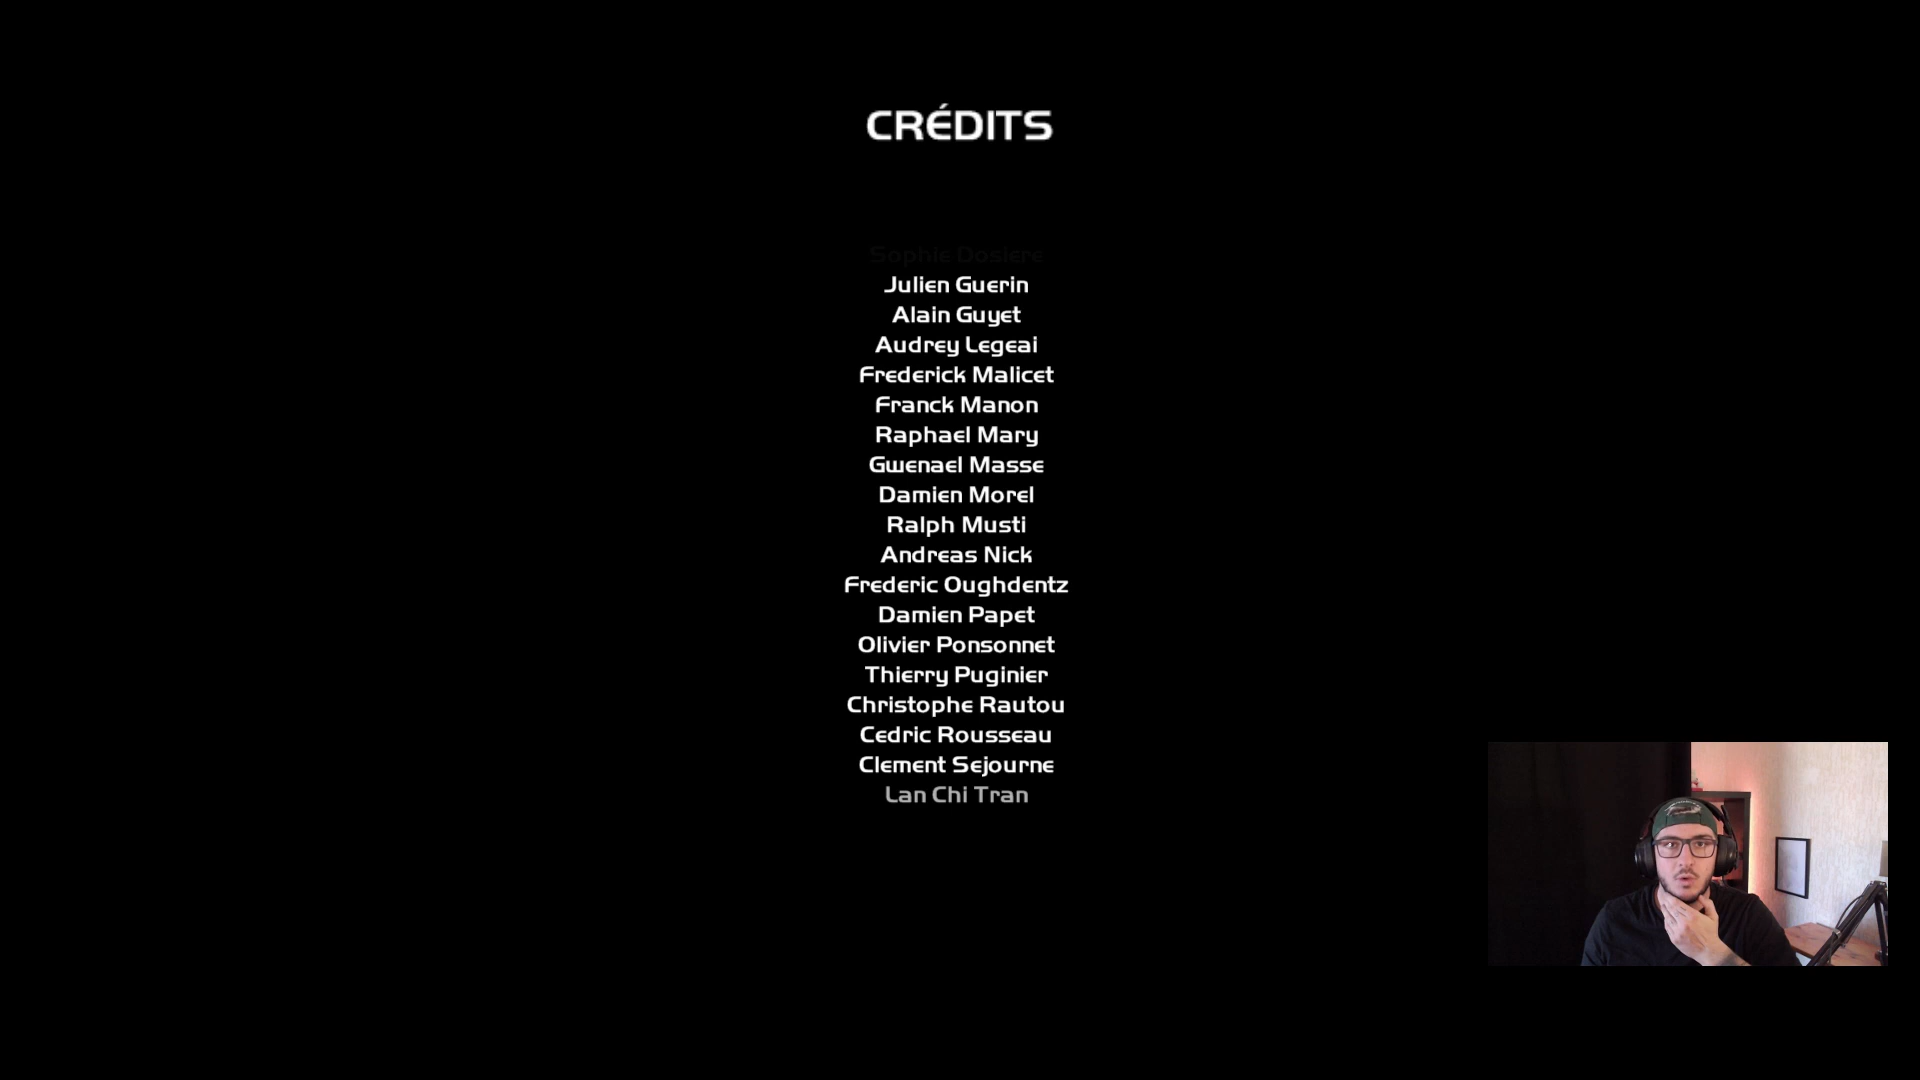 CRÉDITS
Sophie Dosiere
Julien Guerin
Alain Guyet
Audrey Legeai
Frederick Malicet
Franck Manon
Raphael Mary
Gwenael Masse
Damien Morel
Ralph Musti
Andreas Nick
Frederic Oughdentz
Damien Papet
Olivier Ponsonnet
Thierry Puginier
Christophe Rautou
Cedric Rousseau
Clement Sejourne
Lan Chi Tran